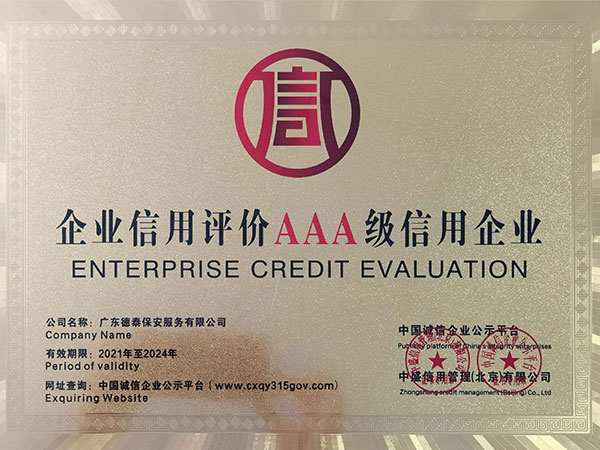 信
企业信用评价AAA级信用企业
ENTERPRISE CREDIT EVALUATION
公司名称：广东德泰保安服务有限公司
Company Name
有效期限：2021年至2024年
Period of validity
网址查询：中国诚信企业公示平台（www.cxqy315gov.com）
Exquiring Website
中国诚信企业公示平台
Publicity platform of China's integrity enterprises
中盛信用管理(北京)有限公司
Zhongsheng credit management (Beijing) Co., Ltd